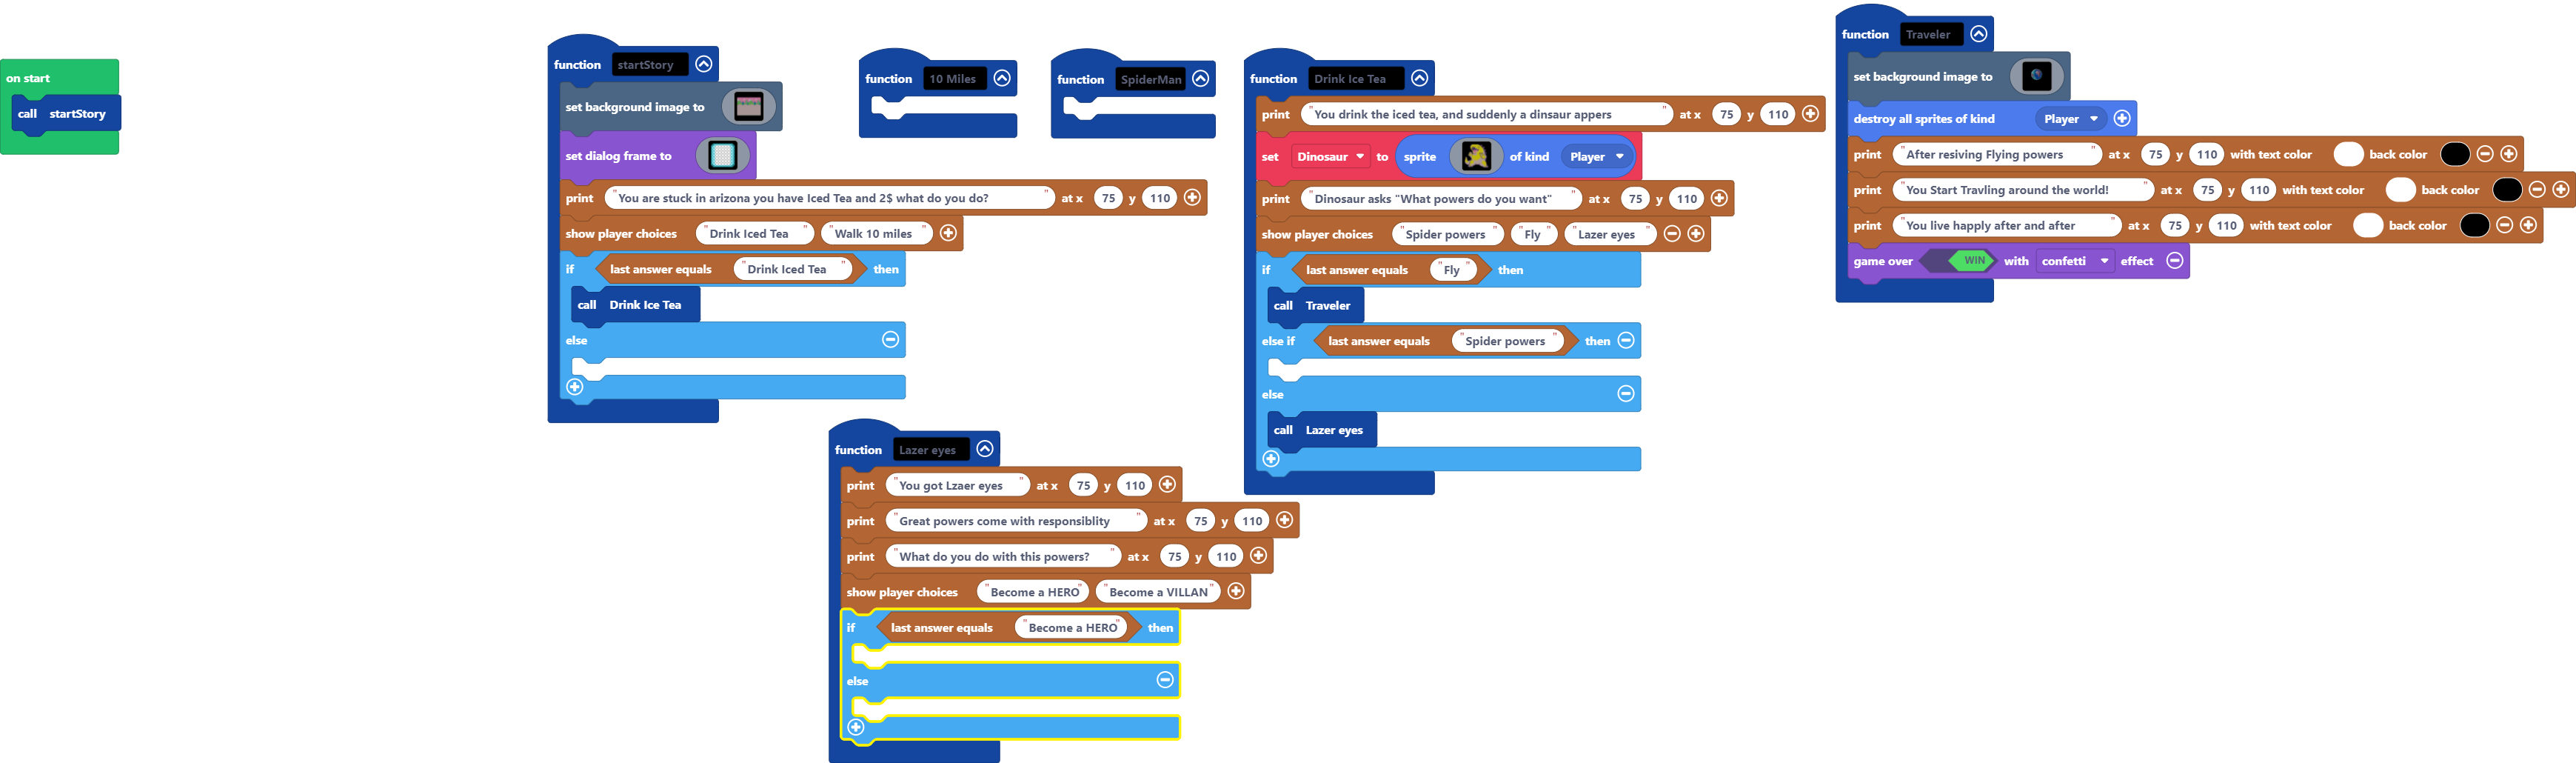 on start
call startStory
function startStory
set background image to
set dialog frame to
print "You are stuck in arizona you have Iced Tea and 2$ what do you do?" at x 75 y 110
show player choices "Drink Iced Tea" "Walk 10 miles"
if last answer equals "Drink Iced Tea" then
call Drink Ice Tea
else
function 10 Miles
function SpiderMan
function Drink Ice Tea
print "You drink the iced tea, and suddenly a dinsaur appers" at x 75 y 110
set Dinosaur to sprite of kind Player
print "Dinosaur asks "What powers do you want"" at x 75 y 110
show player choices "Spider powers" "Fly" "Lazer eyes"
if last answer equals "Fly" then
call Traveler
else if last answer equals "Spider powers" then
else
call Lazer eyes
function Traveler
set background image to
destroy all sprites of kind Player
print "After resiving Flying powers" at x 75 y 110 with text color back color
print "You Start Travling around the world!" at x 75 y 110 with text color back color
print "You live happly after and after" at x 75 y 110 with text color back color
game over WIN with confetti effect
function Lazer eyes
print "You got Lzaer eyes" at x 75 y 110
print "Great powers come with responsiblity" at x 75 y 110
print "What do you do with this powers?" at x 75 y 110
show player choices "Become a HERO" "Become a VILLAN"
if last answer equals "Become a HERO" then
else